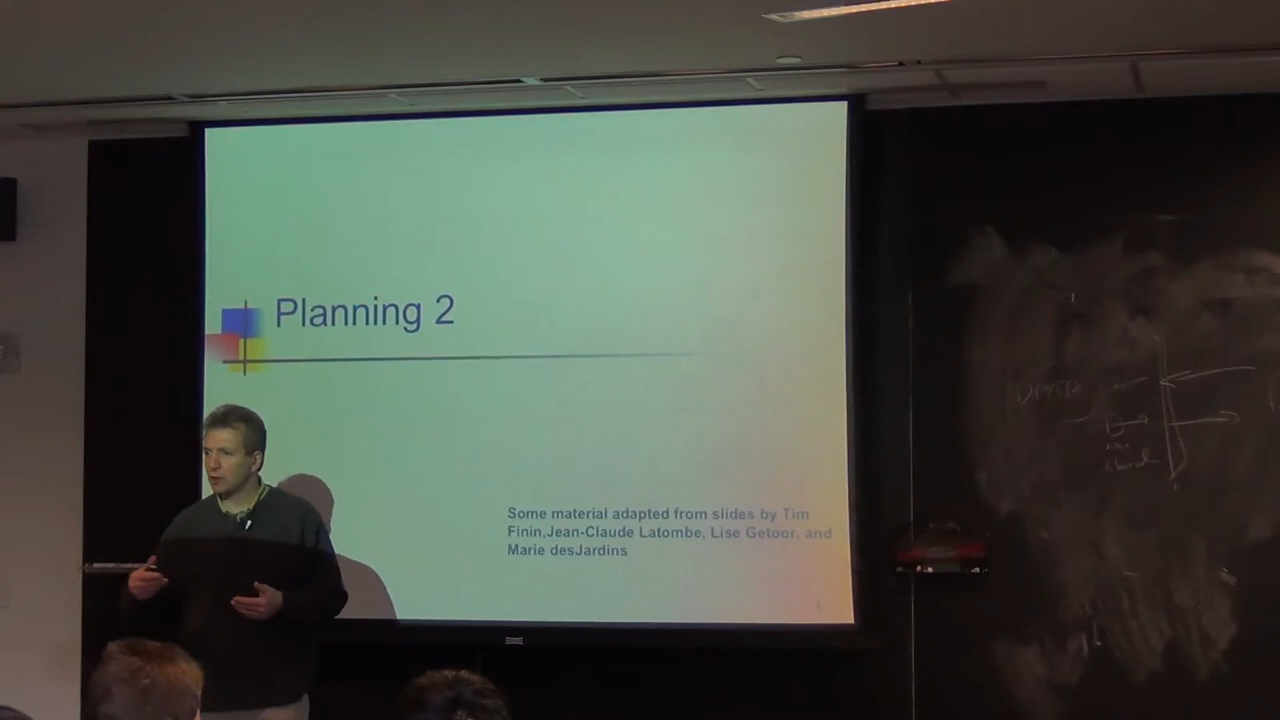 Planning 2
Some material adapted from slides by Tim
Finin,Jean-Claude Latombe, Lise Getoor, and
Marie desJardins